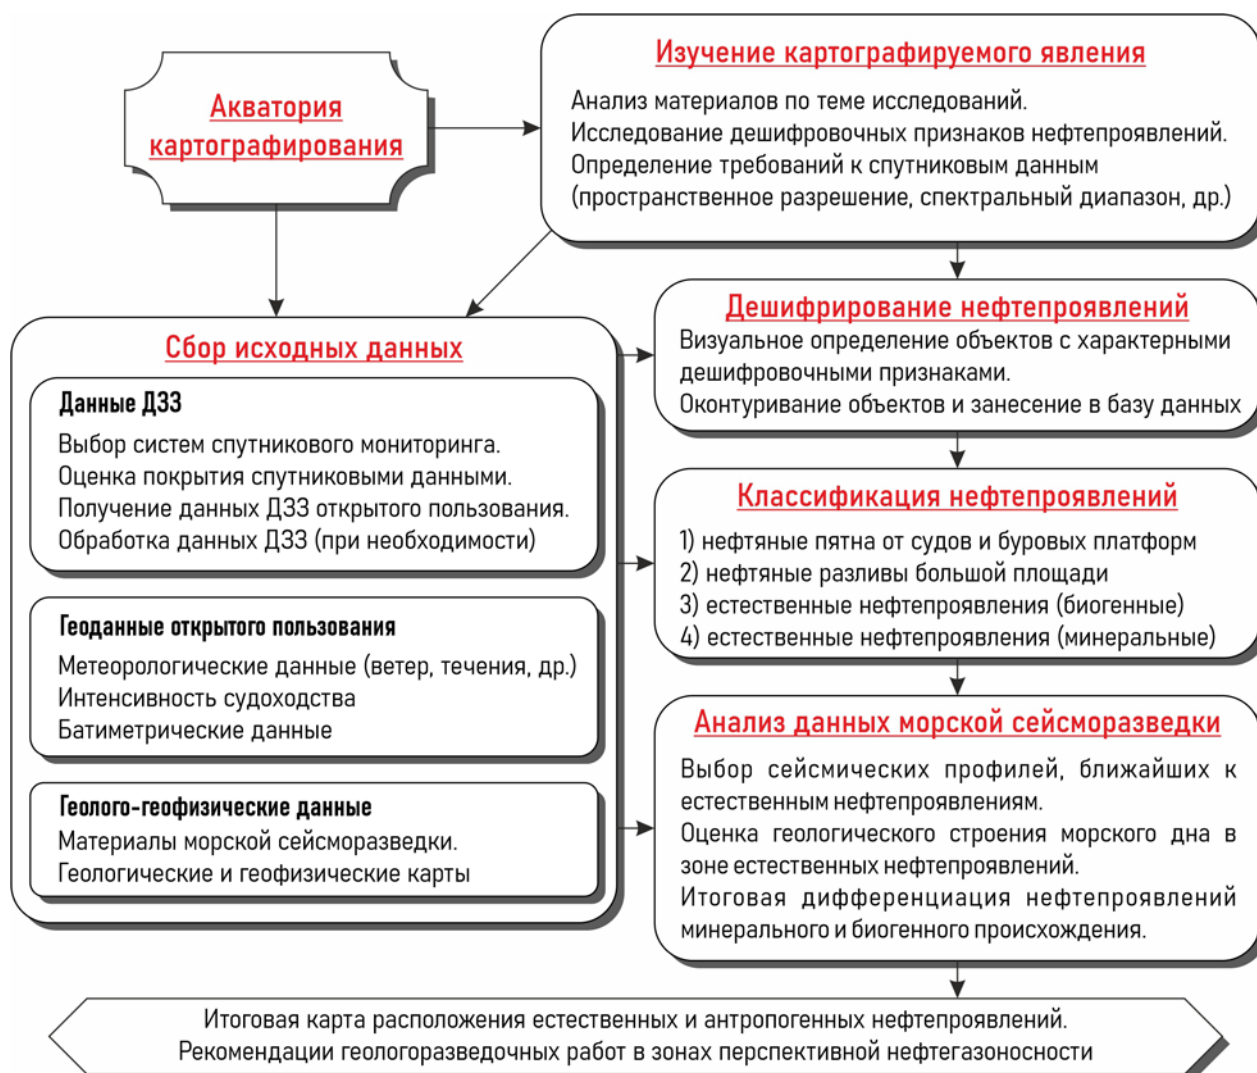 Акватория
картографирования
Изучение картографируемого явления
Анализ материалов по теме исследований.
Исследование дешифровочных признаков нефтепроявлений.
Определение требований к спутниковым данным
(пространственное разрешение, спектральный диапазон, др.)
Сбор исходных данных
Данные ДЗЗ
Выбор систем спутникового мониторинга.
Оценка покрытия спутниковыми данными.
Получение данных ДЗЗ открытого пользования.
Обработка данных ДЗЗ (при необходимости)
Геоданные открытого пользования
Метеорологические данные (ветер, течения, др.)
Интенсивность судоходства
Батиметрические данные
Геолого-геофизические данные
Материалы морской сейсморазведки.
Геологические и геофизические карты
Дешифрирование нефтепроявлений
Визуальное определение объектов с характерными
дешифровочными признаками.
Оконтуривание объектов и занесение в базу данных
Классификация нефтепроявлений
1) нефтяные пятна от судов и буровых платформ
2) нефтяные разливы большой площади
3) естественные нефтепроявления (биогенные)
4) естественные нефтепроявления (минеральные)
Анализ данных морской сейсморазведки
Выбор сейсмических профилей, ближайших к
естественным нефтепроявлениям.
Оценка геологического строения морского дна в
зоне естественных нефтепроявлений.
Итоговая дифференциация нефтепроявлений
минерального и биогенного происхождения.
Итоговая карта расположения естественных и антропогенных нефтепроявлений.
Рекомендации геологоразведочных работ в зонах перспективной нефтегазоносности